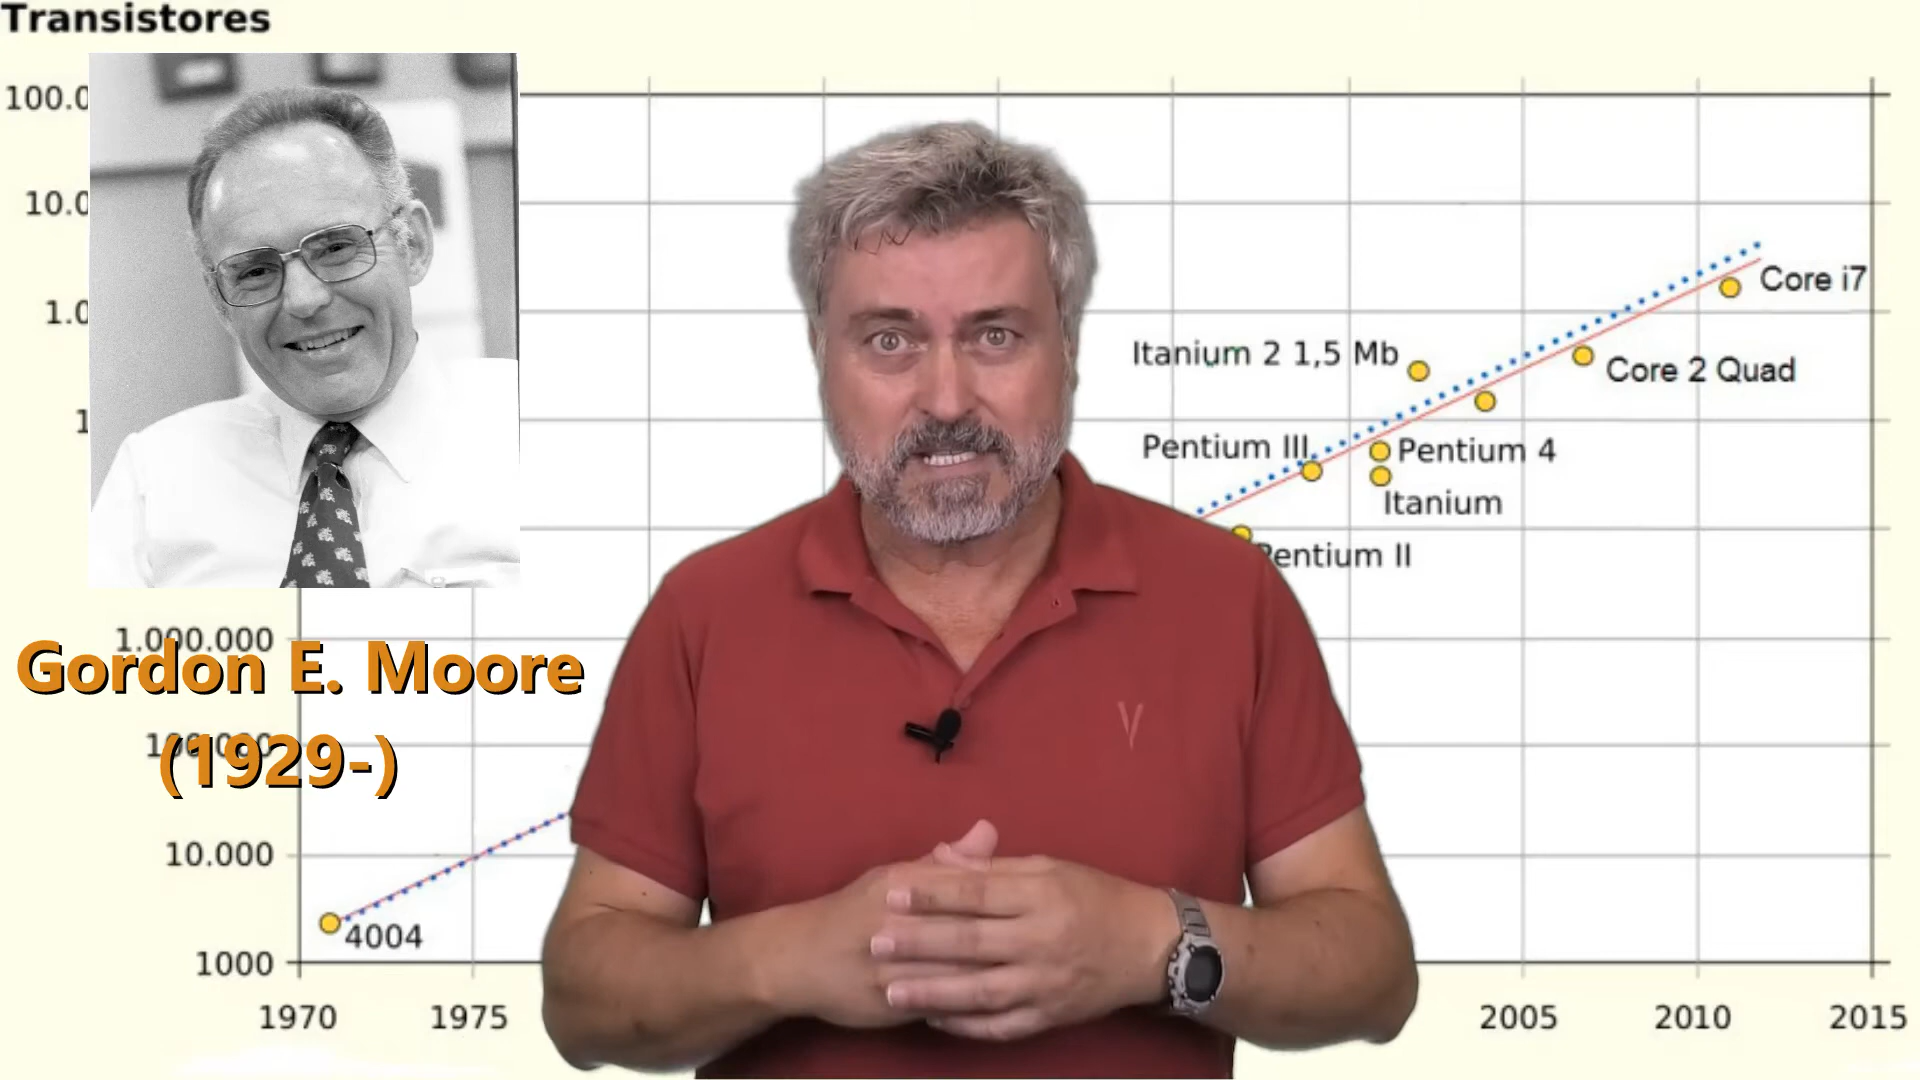 Transistores
100.0
10.0
1.0
1
Core i7
Itanium 2 1,5 Mb
Core 2 Quad
Pentium III
Pentium 4
Itanium
Pentium II
1.000.000
Gordon E. Moore
(1929-)
10.000
4004
1000
1970
1975
2005
2010
2015